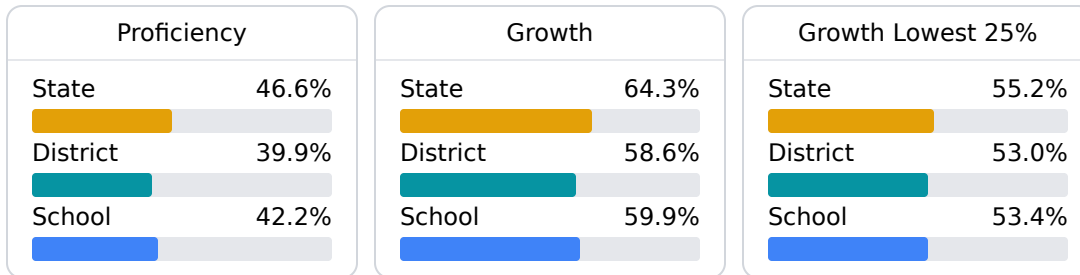 Proficiency
State 46.6%
District 39.9%
School 42.2%
Growth
State 64.3%
District 58.6%
School 59.9%
Growth Lowest 25%
State 55.2%
District 53.0%
School 53.4%